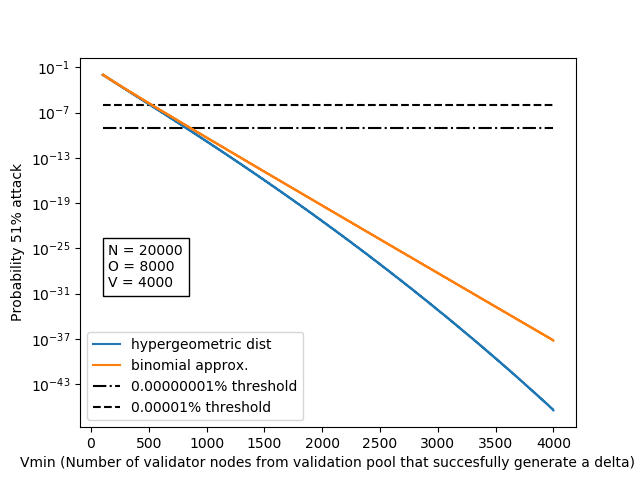 10⁻¹
10⁻⁷
10⁻¹³
10⁻¹⁹
10⁻²⁵
10⁻³¹
10⁻³⁷
10⁻⁴³
Probability 51% attack
N = 20000
O = 8000
V = 4000
hypergeometric dist
binomial approx.
0.00000001% threshold
0.00001% threshold
0 500 1000 1500 2000 2500 3000 3500 4000
Vmin (Number of validator nodes from validation pool that succesfully generate a delta)